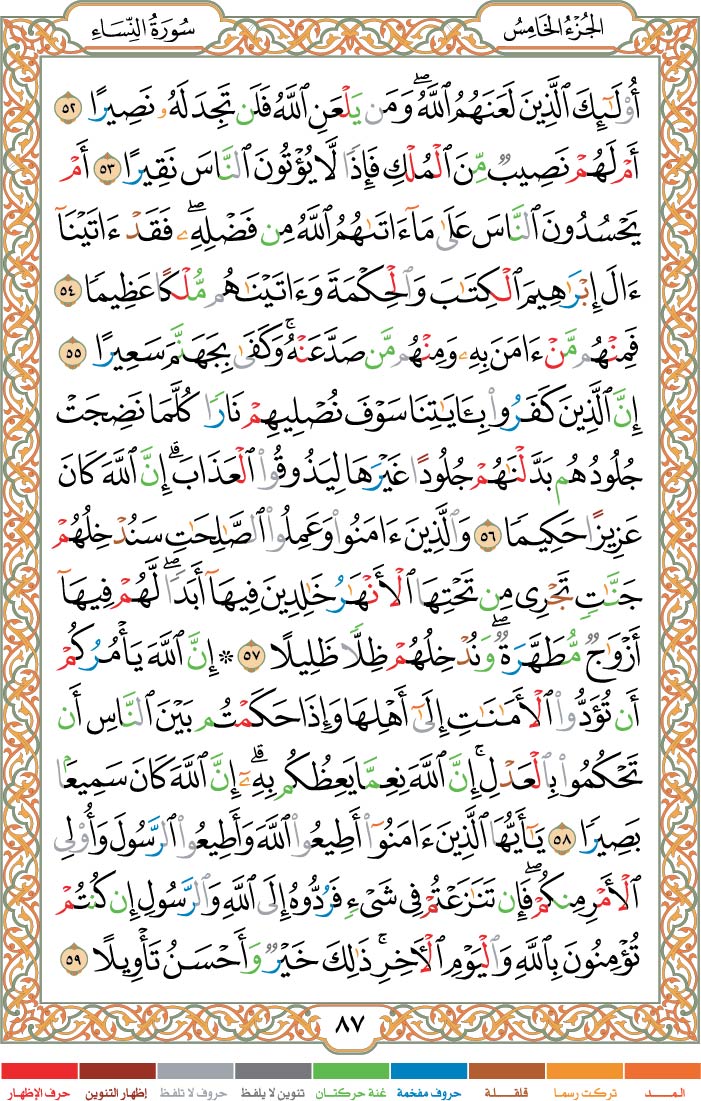 الجُزْءُ الخَامِسُ
سُورَةُ النِّسَاءِ
أُوْلَٰٓئِكَ ٱلَّذِينَ لَعَنَهُمُ ٱللَّهُۖ وَمَن يَلْعَنِ ٱللَّهُ فَلَن تَجِدَ لَهُۥ نَصِيرًا ٥٢
أَمْ لَهُمْ نَصِيبٌ مِّنَ ٱلْمُلْكِ فَإِذًا لَّا يُؤْتُونَ ٱلنَّاسَ نَقِيرًا ٥٣ أَمْ
يَحْسُدُونَ ٱلنَّاسَ عَلَىٰ مَآ ءَاتَىٰهُمُ ٱللَّهُ مِن فَضْلِهِۦۖ فَقَدْ ءَاتَيْنَآ
ءَالَ إِبْرَٰهِيمَ ٱلْكِتَٰبَ وَٱلْحِكْمَةَ وَءَاتَيْنَٰهُم مُّلْكًا عَظِيمًا ٥٤
فَمِنْهُم مَّنْ ءَامَنَ بِهِۦ وَمِنْهُم مَّن صَدَّ عَنْهُۚ وَكَفَىٰ بِجَهَنَّمَ سَعِيرًا ٥٥
إِنَّ ٱلَّذِينَ كَفَرُواْ بِـَٔايَٰتِنَا سَوْفَ نُصْلِيهِمْ نَارًا كُلَّمَا نَضِجَتْ
جُلُودُهُم بَدَّلْنَٰهُمْ جُلُودًا غَيْرَهَا لِيَذُوقُواْ ٱلْعَذَابَۗ إِنَّ ٱللَّهَ كَانَ
عَزِيزًا حَكِيمًا ٥٦ وَٱلَّذِينَ ءَامَنُواْ وَعَمِلُواْ ٱلصَّٰلِحَٰتِ سَنُدْخِلُهُمْ
جَنَّٰتٍ تَجْرِى مِن تَحْتِهَا ٱلْأَنْهَٰرُ خَٰلِدِينَ فِيهَآ أَبَدًاۖ لَّهُمْ فِيهَآ
أَزْوَٰجٌ مُّطَهَّرَةٌۖ وَنُدْخِلُهُمْ ظِلًّا ظَلِيلًا ٥٧ ۞ إِنَّ ٱللَّهَ يَأْمُرُكُمْ
أَن تُؤَدُّواْ ٱلْأَمَٰنَٰتِ إِلَىٰٓ أَهْلِهَا وَإِذَا حَكَمْتُم بَيْنَ ٱلنَّاسِ أَن
تَحْكُمُواْ بِٱلْعَدْلِۚ إِنَّ ٱللَّهَ نِعِمَّا يَعِظُكُم بِهِۦٓۗ إِنَّ ٱللَّهَ كَانَ سَمِيعًۢا
بَصِيرًا ٥٨ يَٰٓأَيُّهَا ٱلَّذِينَ ءَامَنُوٓاْ أَطِيعُواْ ٱللَّهَ وَأَطِيعُواْ ٱلرَّسُولَ وَأُوْلِى
ٱلْأَمْرِ مِنكُمْۖ فَإِن تَنَٰزَعْتُمْ فِى شَىْءٍ فَرُدُّوهُ إِلَى ٱللَّهِ وَٱلرَّسُولِ إِن كُنتُمْ
تُؤْمِنُونَ بِٱللَّهِ وَٱلْيَوْمِ ٱلْأَخِرِۚ ذَٰلِكَ خَيْرٌ وَأَحْسَنُ تَأْوِيلًا ٥٩
٨٧
المــد تركت رسما قلقلة حروف مفخمة غنة حركتان تنوين لا يلفظ حروف لا تلفظ إظهار التنوين حرف الإظهار